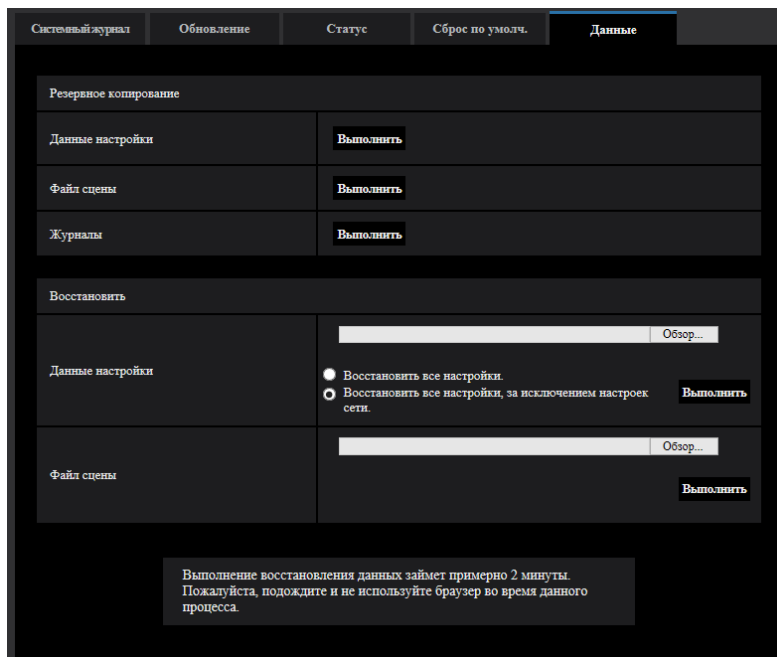 Системный журнал Обновление Статус Сброс по умолч. Данные
Резервное копирование
Данные настройки Выполнить
Файл сцены Выполнить
Журналы Выполнить
Восстановить
Обзор...
Данные настройки
Восстановить все настройки.
Восстановить все настройки, за исключением настроек
сети.
Выполнить
Обзор...
Файл сцены
Выполнить
Выполнение восстановления данных займет примерно 2 минуты.
Пожалуйста, подождите и не используйте браузер во время данного
процесса.